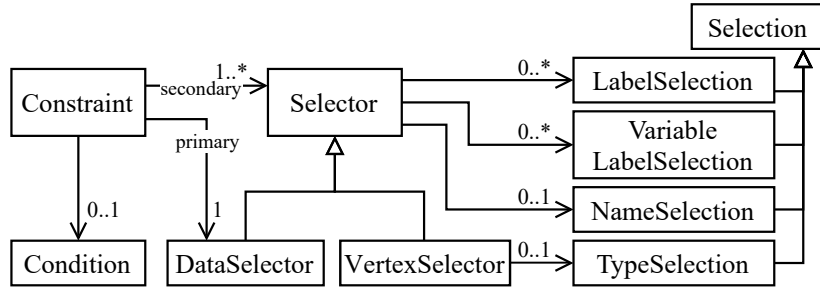 Selection
1..*
0..*
LabelSelection
Constraint
secondary
Selector
primary
0..*
Variable
LabelSelection
0..1
NameSelection
0..1
1
0..1
Condition
DataSelector
VertexSelector
TypeSelection